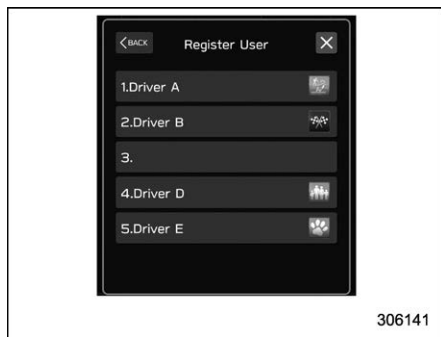 BACK
Register User
1.Driver A
2.Driver B
3.
4.Driver D
5.Driver E
306141